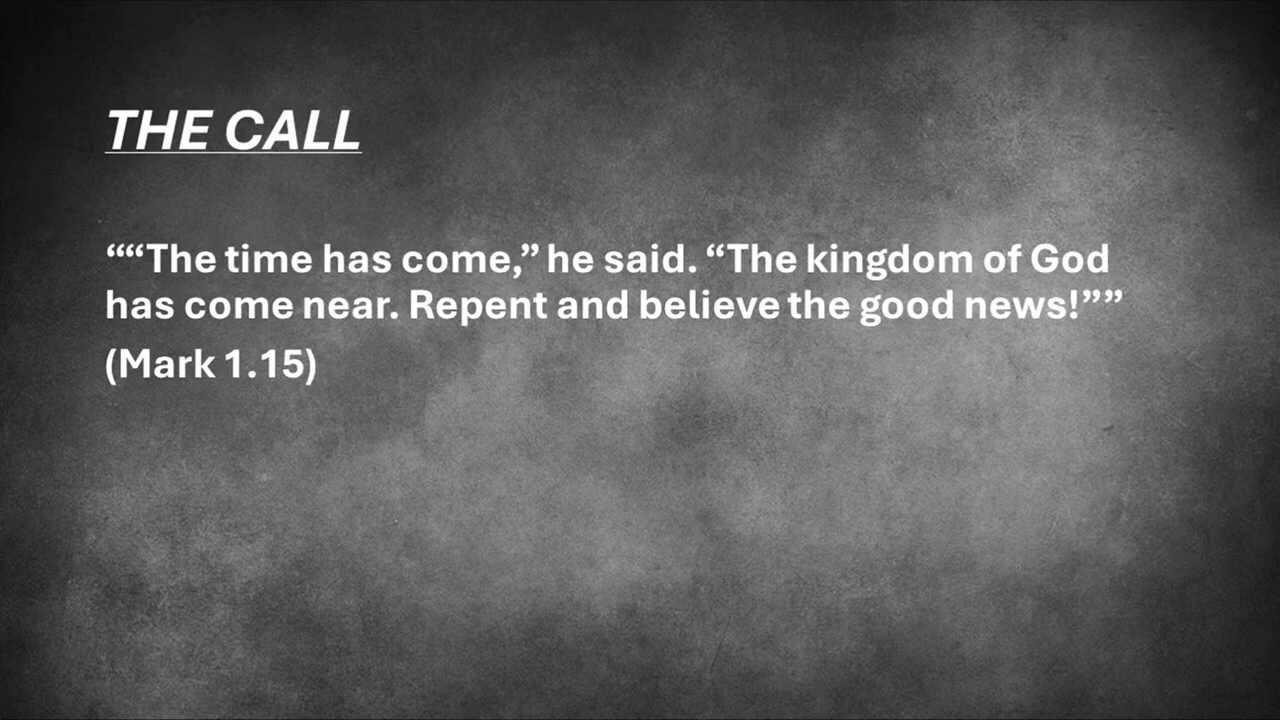 THE CALL
““The time has come,” he said. “The kingdom of God
has come near. Repent and believe the good news!””
(Mark 1.15)